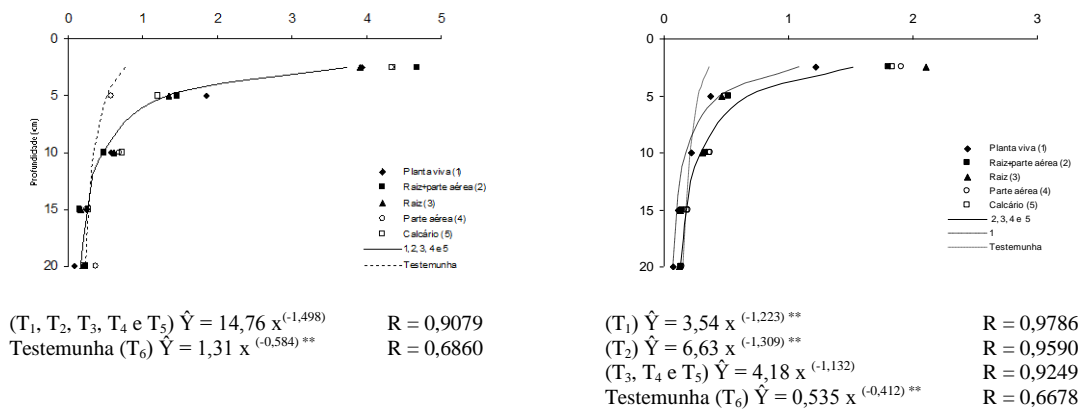 0 1 2 3 4 5
0
5
10
15
20
Profundidade (cm)
Planta viva (1)
Raiz+parte aérea (2)
Raiz (3)
Parte aérea (4)
Calcário (5)
1, 2, 3, 4 e 5
Testemunha
0 1 2 3
0
5
10
15
20
Planta viva (1)
Raiz+parte aérea (2)
Raiz (3)
Parte aérea (4)
Calcário (5)
2, 3, 4 e 5
1
Testemunha
(T₁, T₂, T₃, T₄ e T₅) Ŷ = 14,76 x⁽⁻¹,⁴⁹⁸⁾ R = 0,9079
Testemunha (T₆) Ŷ = 1,31 x ⁽⁻⁰,⁵⁸⁴⁾ ** R = 0,6860
(T₁) Ŷ = 3,54 x ⁽⁻¹,²²³⁾ ** R = 0,9786
(T₂) Ŷ = 6,63 x ⁽⁻¹,³⁰⁹⁾ ** R = 0,9590
(T₃, T₄ e T₅) Ŷ = 4,18 x ⁽⁻¹,¹³²⁾ R = 0,9249
Testemunha (T₆) Ŷ = 0,535 x ⁽⁻⁰,⁴¹²⁾ ** R = 0,6678